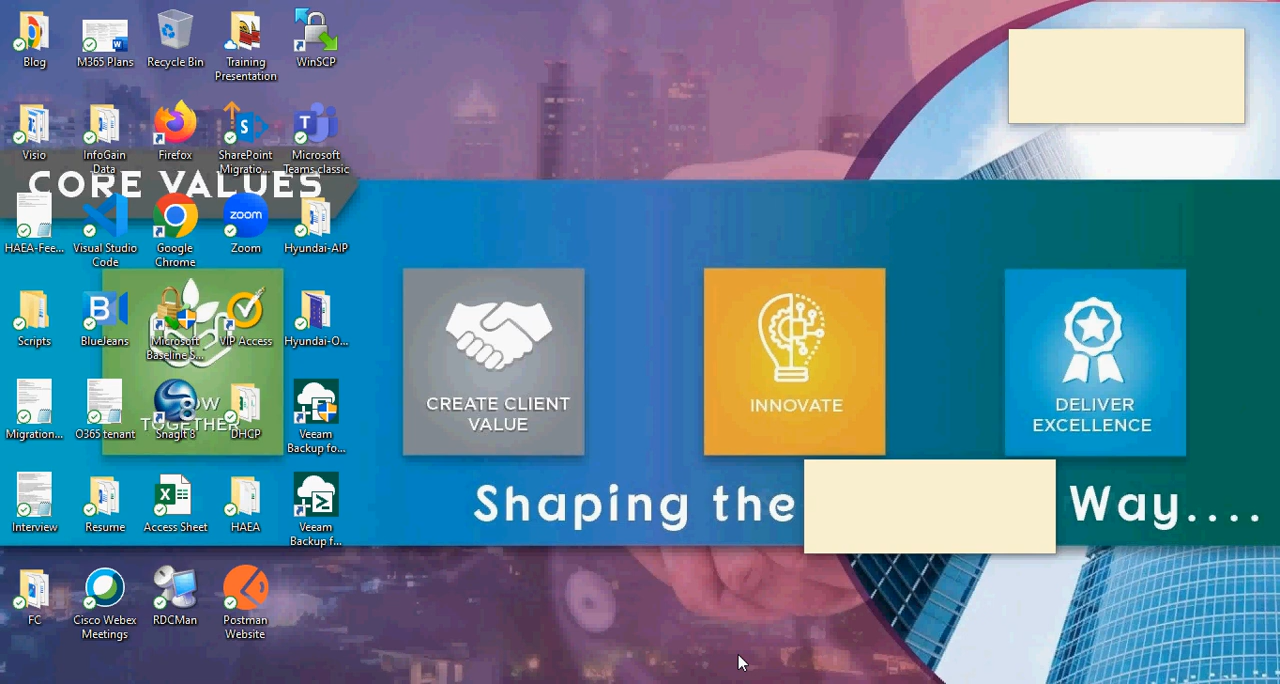 Blog
M365 Plans
Recycle Bin
Training
Presentation
WinSCP
Visio
InfoGain
Data
Firefox
SharePoint
Migratio...
Microsoft
Teams classic
CORE VALUES
HAEA-Fee...
Visual Studio
Code
Google
Chrome
zoom
Zoom
Hyundai-AIP
Scripts
BlueJeans
Microsoft
Baseline S...
VIP Access
Hyundai-O...
Migration...
O365 tenant
SnagIt 8
DHCP
Veeam
Backup fo...
TOGETHER
CREATE CLIENT
VALUE
INNOVATE
DELIVER
EXCELLENCE
Interview
Resume
Access Sheet
HAEA
Veeam
Backup f...
Shaping the
Way....
FC
Cisco Webex
Meetings
RDCMan
Postman
Website